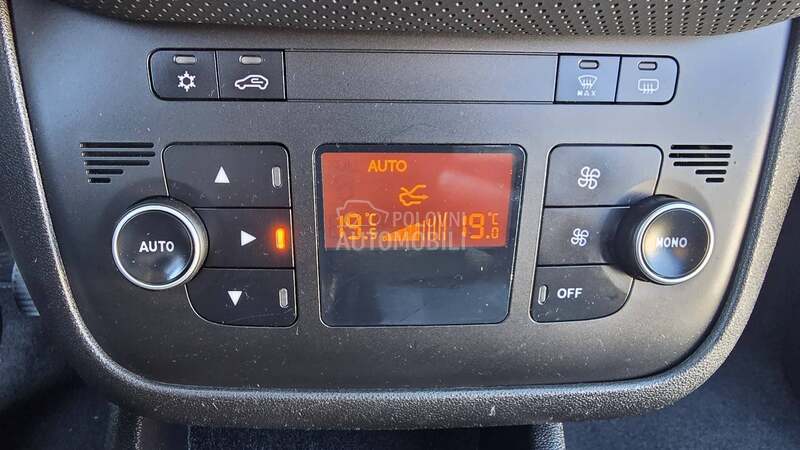 MAX
AUTO
AUTO
19.5 °C
19.0 °C
POLOVNI
AUTOMOBILI
MONO
OFF